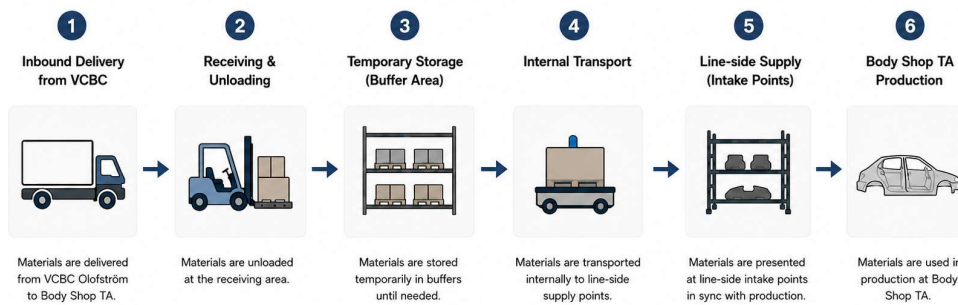 1
Inbound Delivery
from VCBC
Materials are delivered
from VCBC Olofström
to Body Shop TA.
2
Receiving &
Unloading
Materials are unloaded
at the receiving area.
3
Temporary Storage
(Buffer Area)
Materials are stored
temporarily in buffers
until needed.
4
Internal Transport
Materials are transported
internally to line-side
supply points.
5
Line-side Supply
(Intake Points)
Materials are presented
at line-side intake points
in sync with production.
6
Body Shop TA
Production
Materials are used in
production at Body
Shop TA.